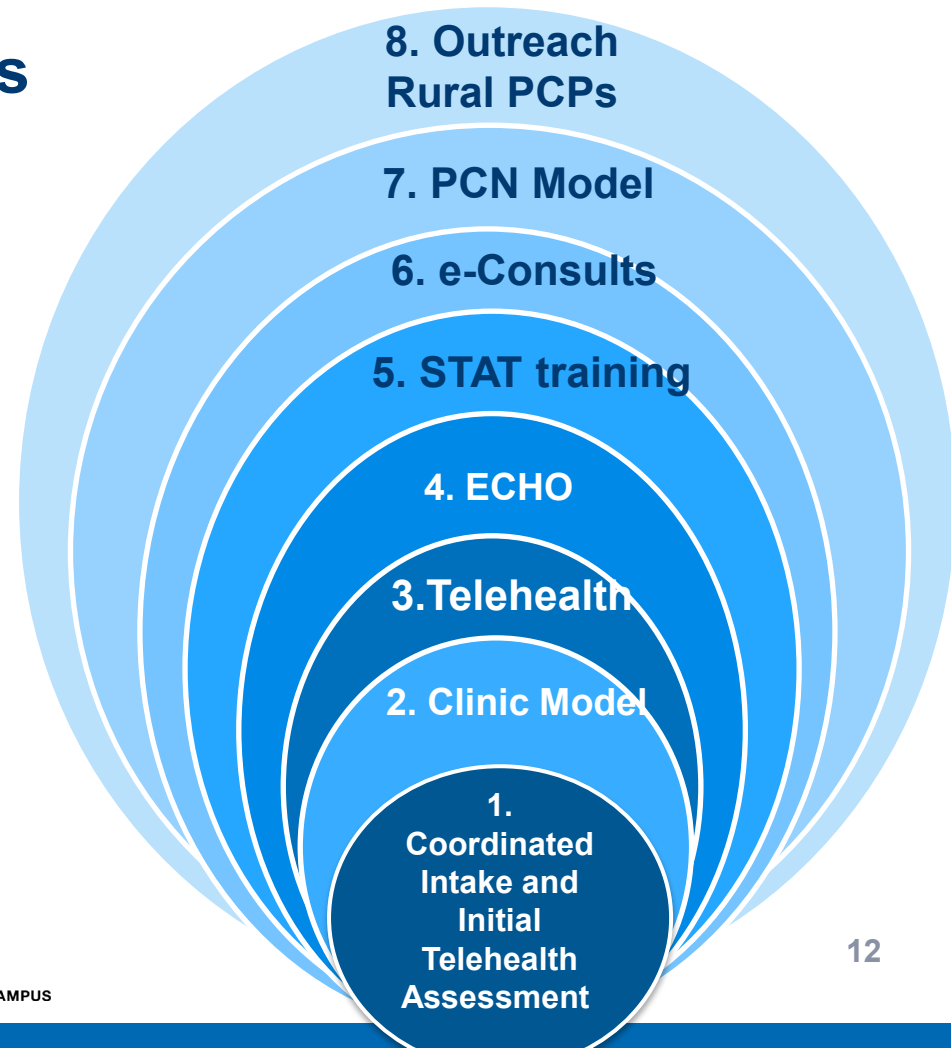 s
8. Outreach
Rural PCPs
7. PCN Model
6. e-Consults
5. STAT training
4. ECHO
3.Telehealth
2. Clinic Model
1.
Coordinated
Intake and
Initial
Telehealth
Assessment
12
AMPUS